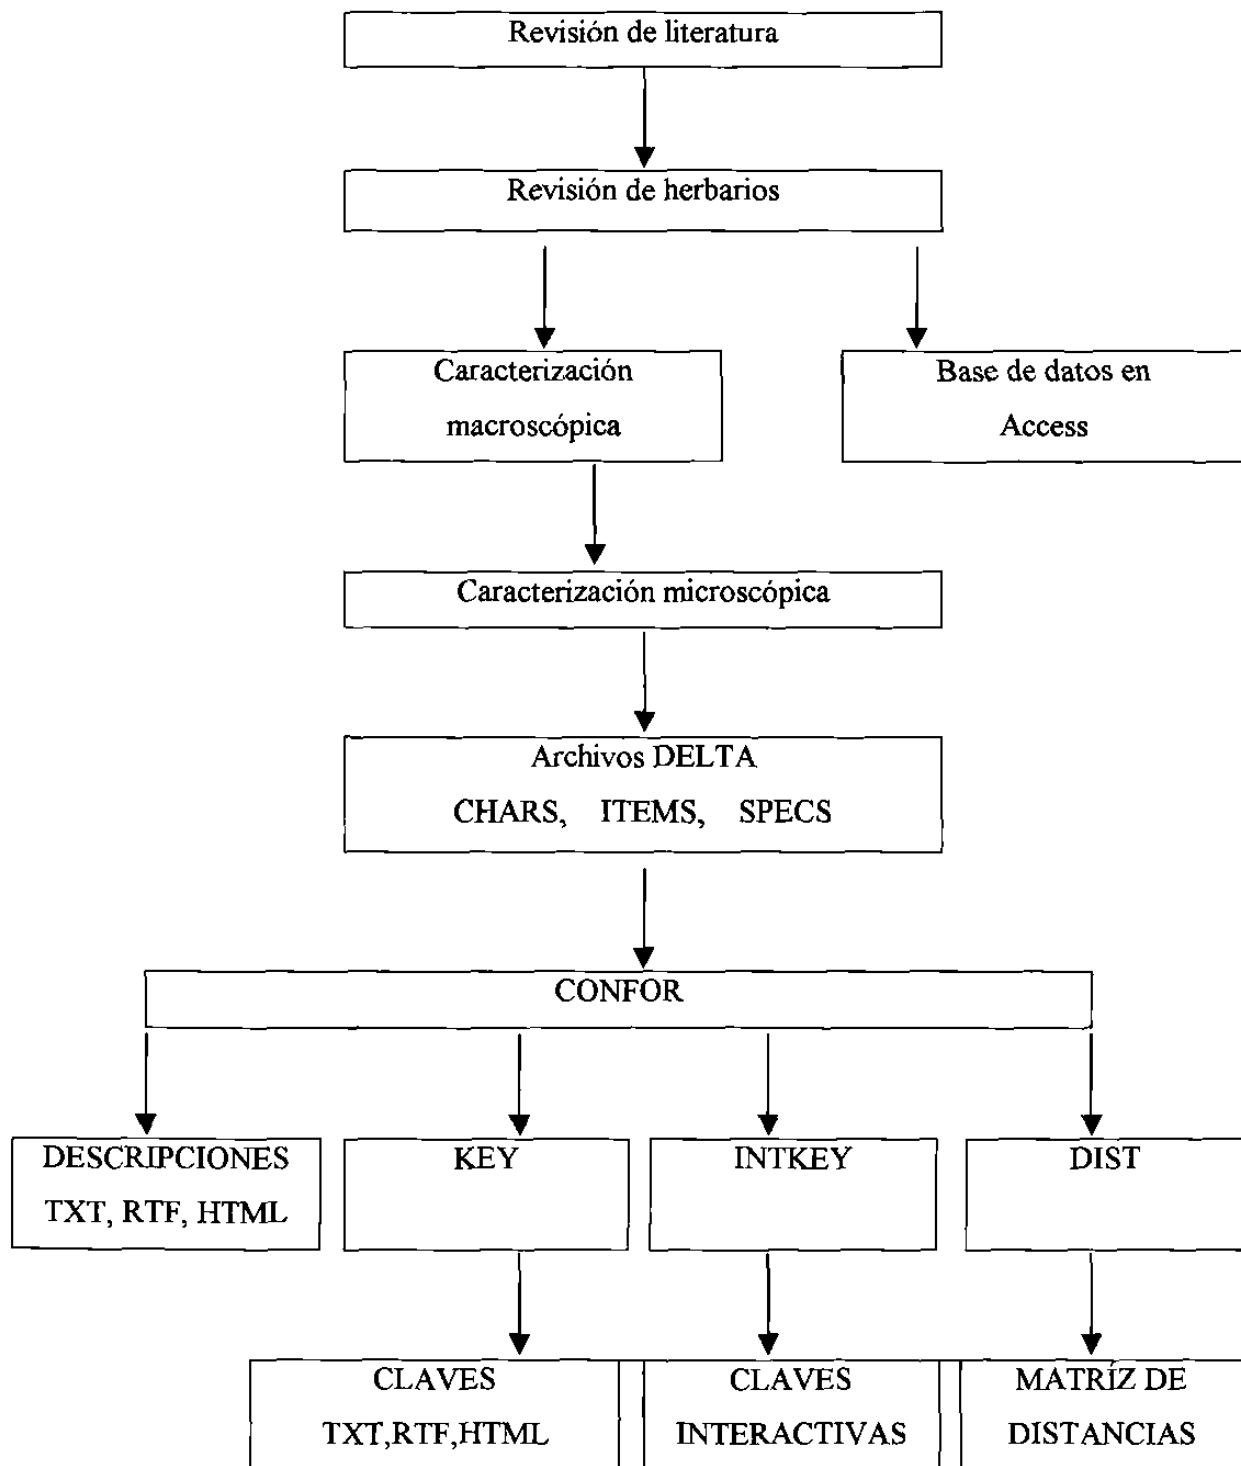 Revisión de literatura
Revisión de herbarios
Caracterización
macroscópica
Base de datos en
Access
Caracterización microscópica
Archivos DELTA
CHARS, ITEMS, SPECS
CONFOR
DESCRIPCIONES
TXT, RTF, HTML
KEY
INTKEY
DIST
CLAVES
TXT,RTF,HTML
CLAVES
INTERACTIVAS
MATRÍZ DE
DISTANCIAS